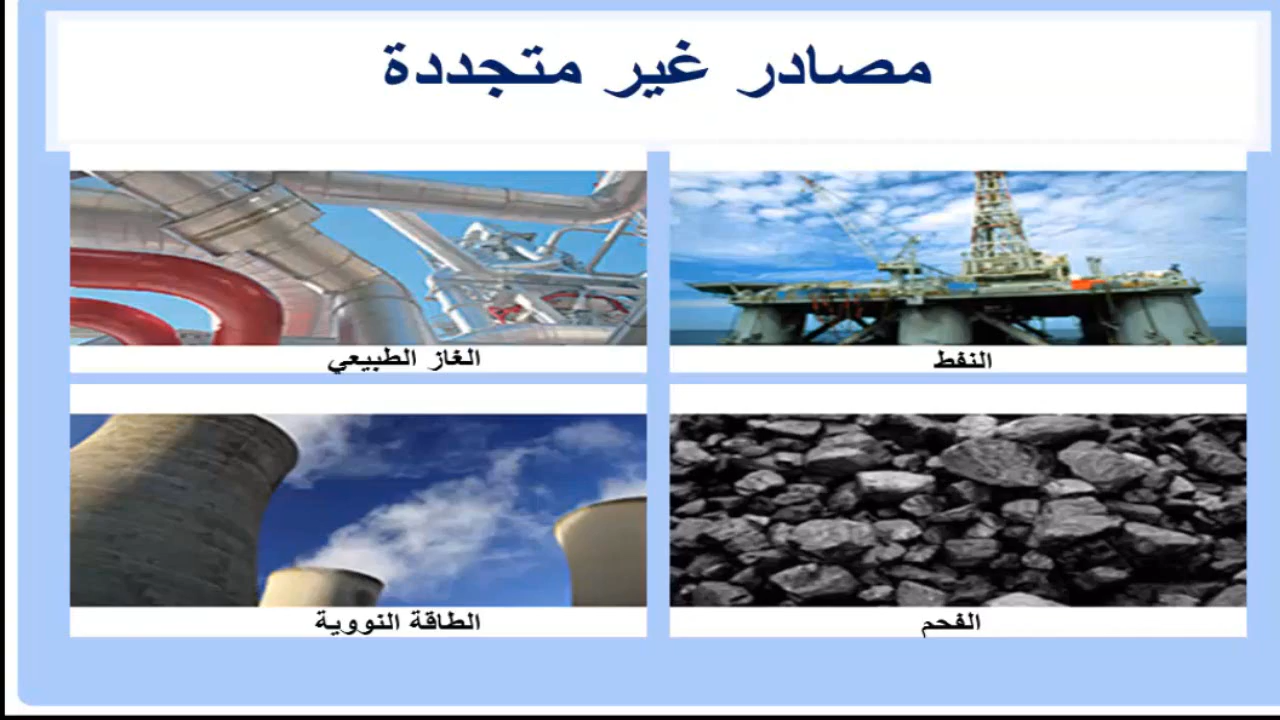 مصادر غير متجددة
النفط
الغاز الطبيعي
الفحم
الطاقة النووية